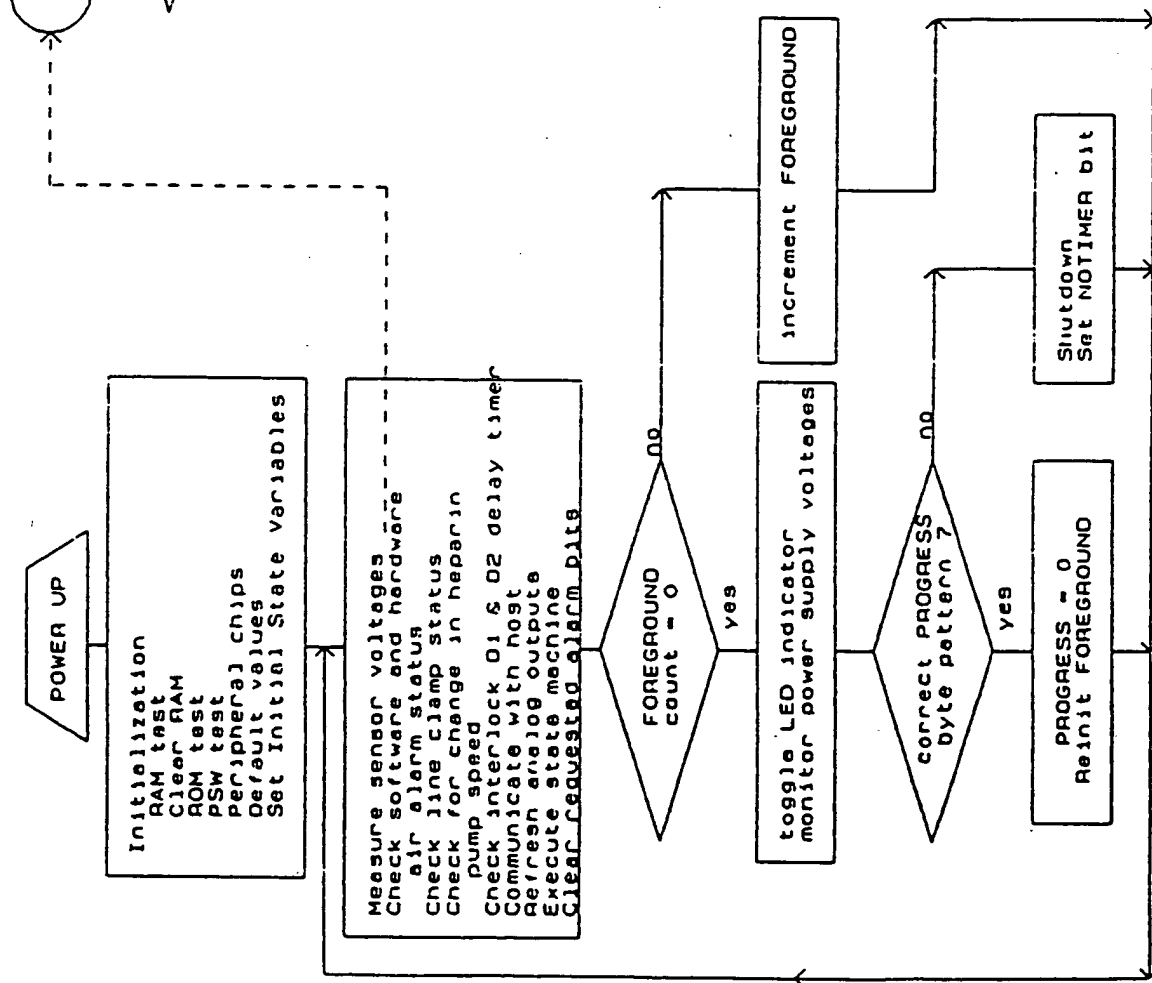 POWER UP
Initialization
RAM test
Clear RAM
ROM test
PSW test
Peripheral chips
Default values
Set Initial State Variables
Measure sensor voltages
Check software and hardware
air alarm status
Check line clamp status
Check for change in heparin
pump speed
Check interlock 01 & 02 delay timer
Communicate with host
Refresh analog outputs
Execute state machine
Clear requested alarm bits
FOREGROUND
count = 0
no
yes
increment FOREGROUND
toggle LED indicator
monitor power supply voltages
correct PROGRESS
byte pattern ?
no
yes
Shutdown
Set NOTIMER bit
PROGRESS = 0
Reinit FOREGROUND